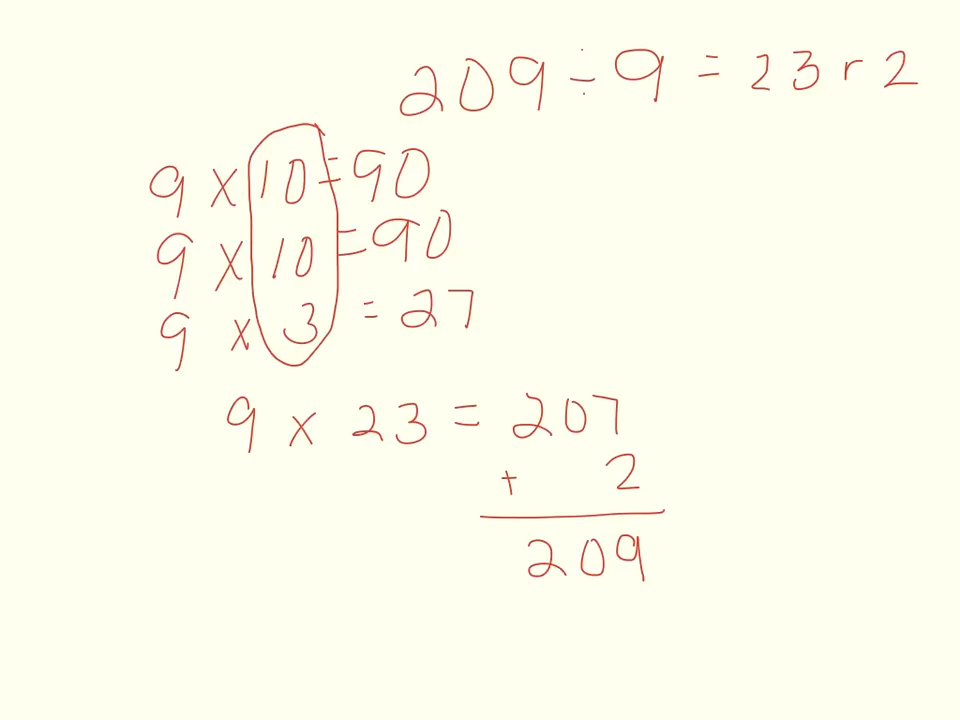 209 ÷ 9 = 23 r 2
9 x 10 = 90
9 x 10 = 90
9 x 3 = 27
9 x 23 = 207
+ 2
209